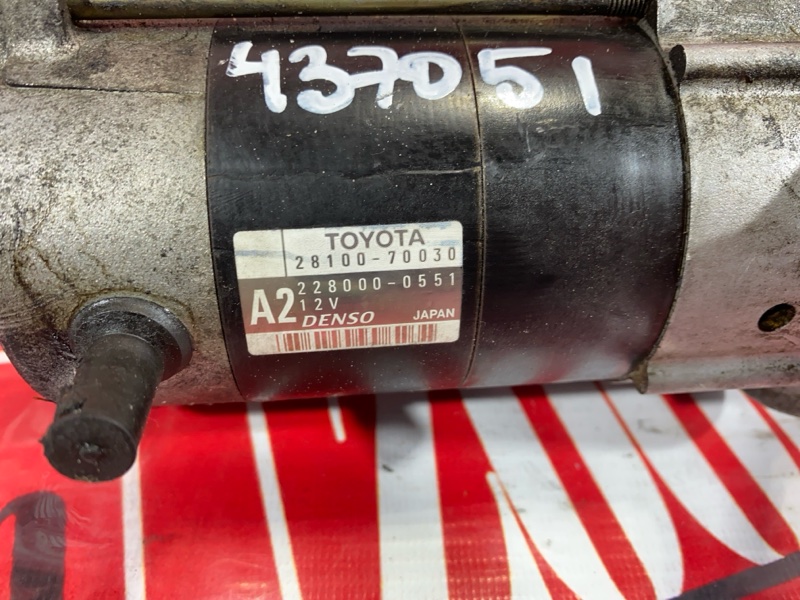 437051
TOYOTA
28100-70030
228000-0551
A2 12V
DENSO JAPAN